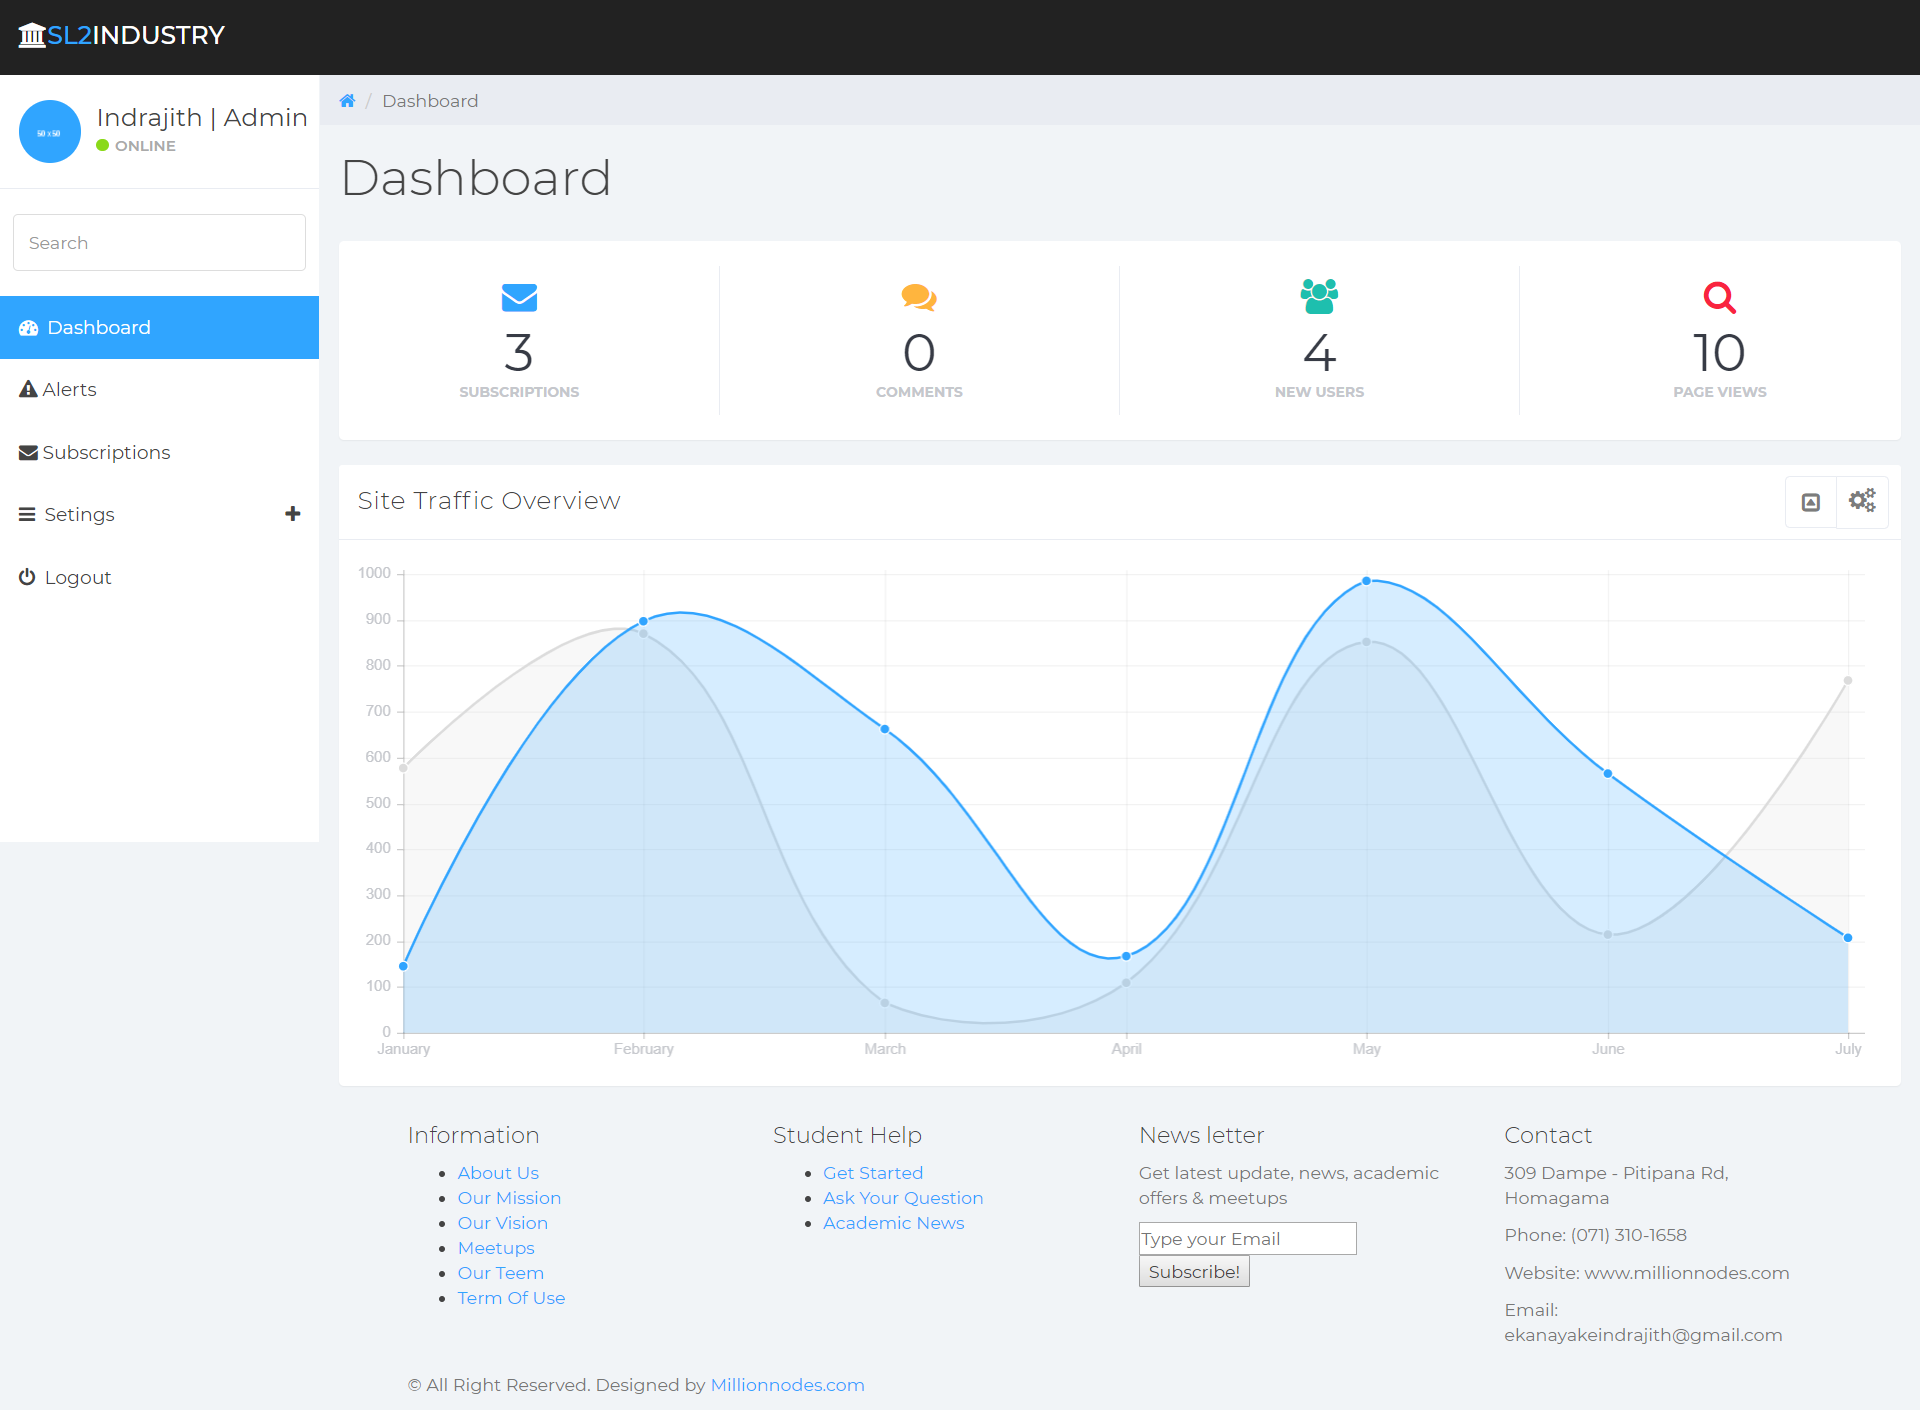 SL2INDUSTRY
Indrajith | Admin
50 x 50
ONLINE
Search
Dashboard
Alerts
Subscriptions
Setings
Logout
/ Dashboard
Dashboard
3
SUBSCRIPTIONS
0
COMMENTS
4
NEW USERS
10
PAGE VIEWS
Site Traffic Overview
1000
900
800
700
600
500
400
300
200
100
0
January February March April May June July
Information
About Us
Our Mission
Our Vision
Meetups
Our Teem
Term Of Use
Student Help
Get Started
Ask Your Question
Academic News
News letter
Get latest update, news, academic
offers & meetups
Type your Email
Subscribe!
Contact
309 Dampe - Pitipana Rd,
Homagama
Phone: (071) 310-1658
Website: www.millionnodes.com
Email:
ekanayakeindrajith@gmail.com
© All Right Reserved. Designed by Millionnodes.com